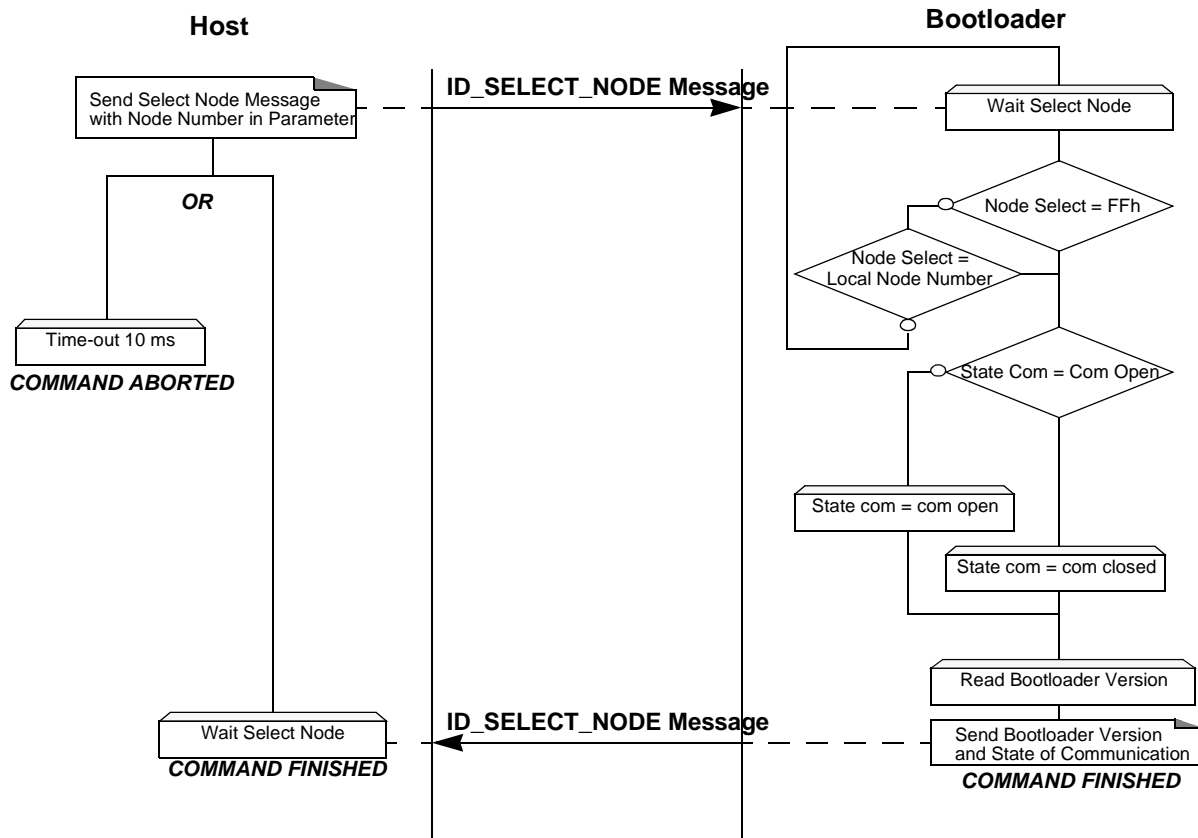 Host
Bootloader
ID_SELECT_NODE Message
Send Select Node Message
with Node Number in Parameter
Wait Select Node
OR
Node Select = FFh
Node Select =
Local Node Number
Time-out 10 ms
COMMAND ABORTED
State Com = Com Open
State com = com open
State com = com closed
Read Bootloader Version
ID_SELECT_NODE Message
Wait Select Node
COMMAND FINISHED
Send Bootloader Version
and State of Communication
COMMAND FINISHED